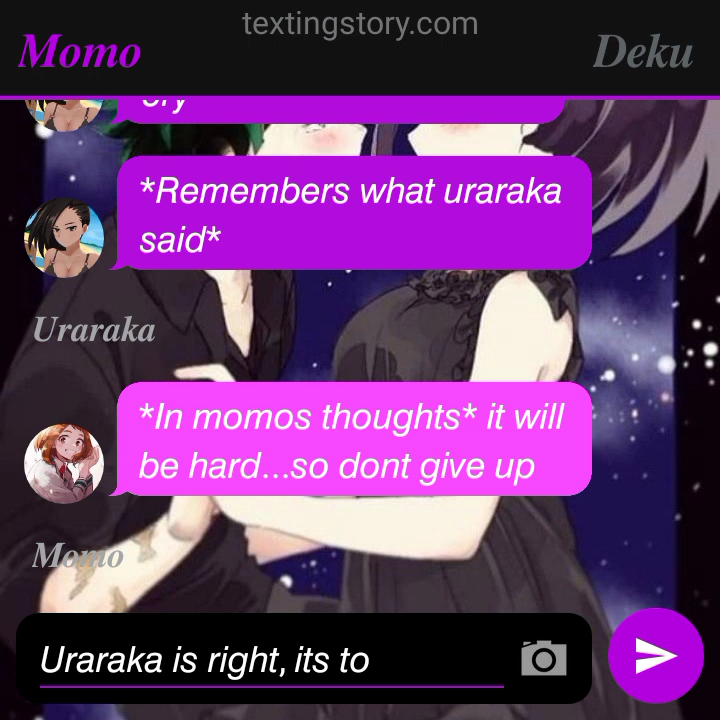 textingstory.com
Momo
Deku
cry
*Remembers what uraraka
said*
Uraraka
*In momos thoughts* it will
be hard...so dont give up
Momo
Uraraka is right, its to